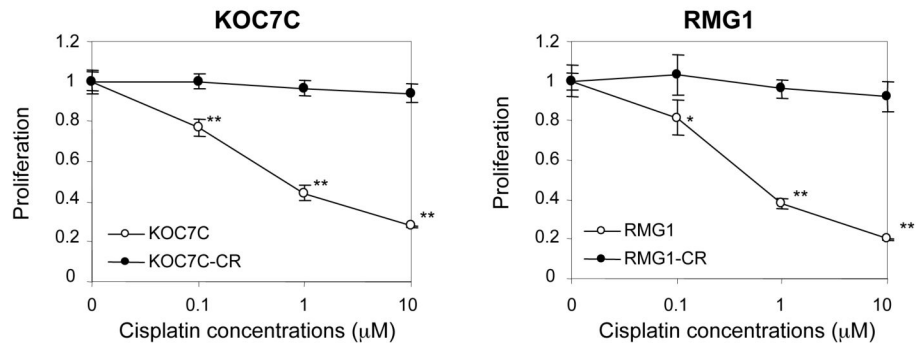 KOC7C
1.2
1
0.8
0.6
0.4
0.2
0
Proliferation
**
**
**
KOC7C
KOC7C-CR
0 0.1 1 10
Cisplatin concentrations (μM)
RMG1
1.2
1
0.8
0.6
0.4
0.2
0
Proliferation
*
**
**
RMG1
RMG1-CR
0 0.1 1 10
Cisplatin concentrations (μM)